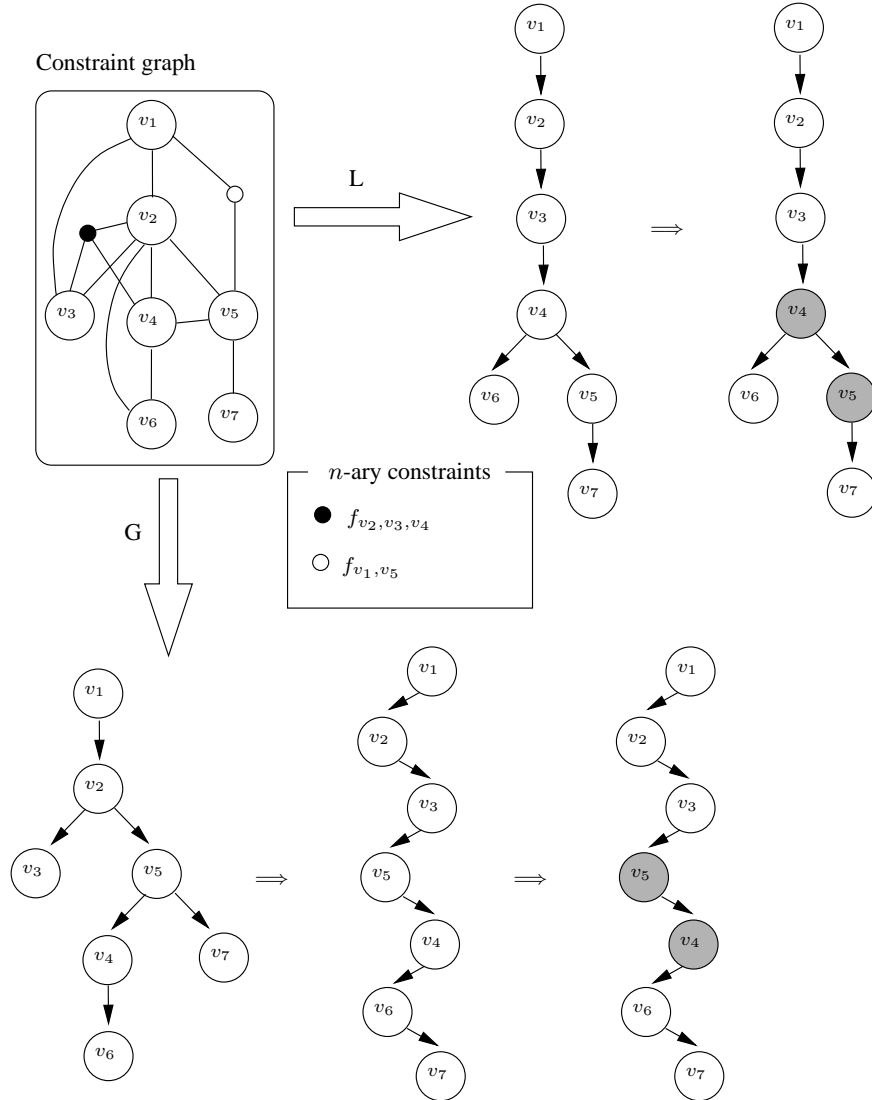 Constraint graph
v₁
v₂
v₃
v₄
v₅
v₆
v₇
L
v₁
v₂
v₃
v₄
v₆
v₅
v₇
⟹
v₁
v₂
v₃
v₄
v₆
v₅
v₇
n-ary constraints
f_{v₂,v₃,v₄}
f_{v₁,v₅}
G
v₁
v₂
v₃
v₅
v₄
v₇
v₆
⟹
v₁
v₂
v₃
v₅
v₄
v₆
v₇
⟹
v₁
v₂
v₃
v₅
v₄
v₆
v₇